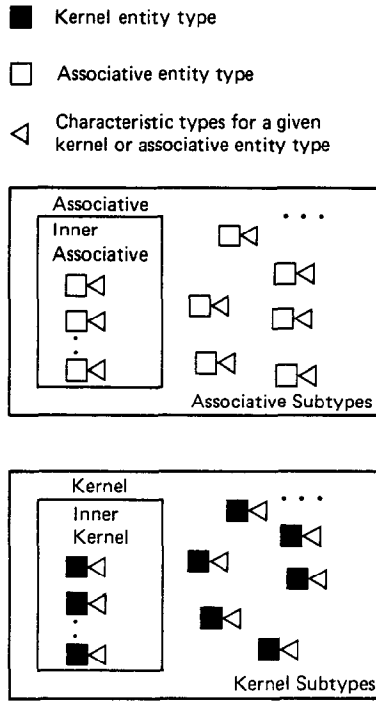 Kernel entity type
Associative entity type
Characteristic types for a given
kernel or associative entity type
Associative
Inner
Associative
Associative Subtypes
Kernel
Inner
Kernel
Kernel Subtypes